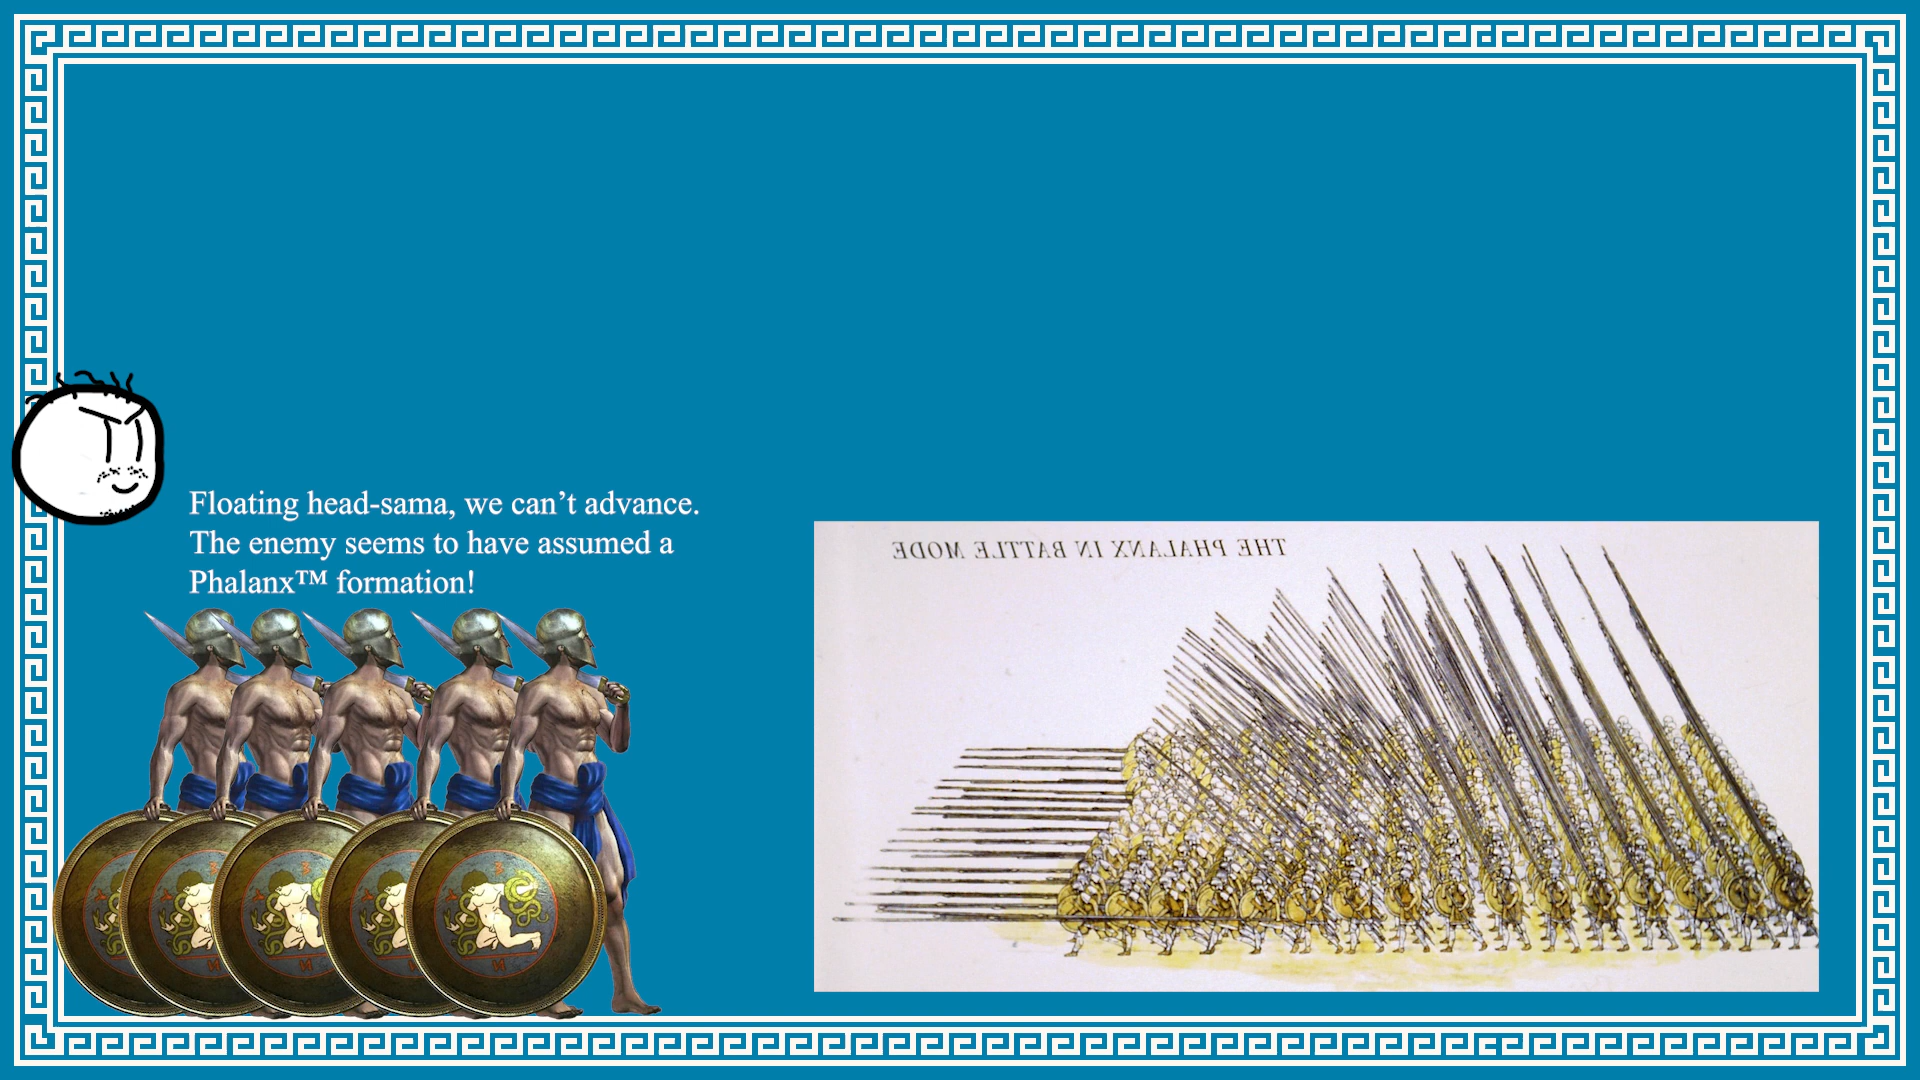 Floating head-sama, we can’t advance.
The enemy seems to have assumed a
Phalanx™ formation!
THE PHALANX IN BATTLE MODE